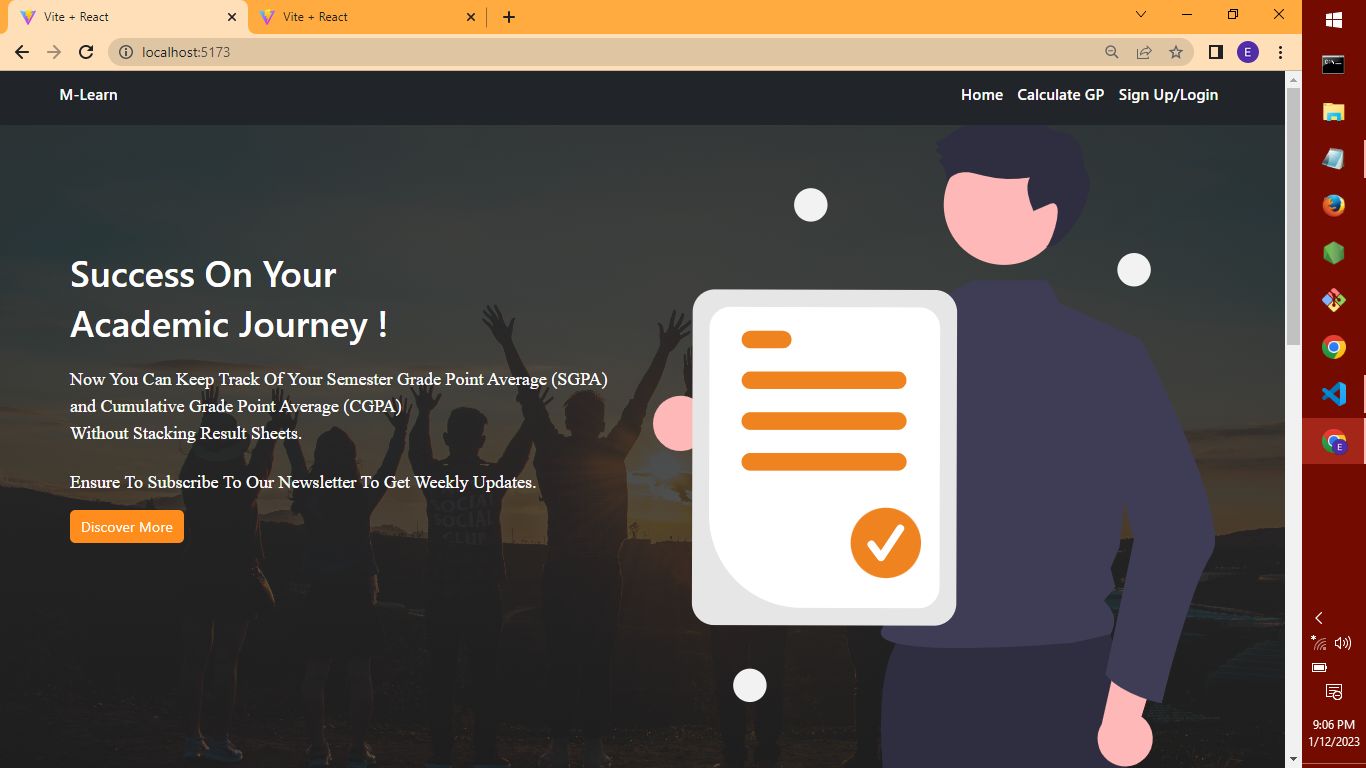 Vite + React
Vite + React
localhost:5173
E
M-Learn
Home Calculate GP Sign Up/Login
Success On Your
Academic Journey !
Now You Can Keep Track Of Your Semester Grade Point Average (SGPA)
and Cumulative Grade Point Average (CGPA)
Without Stacking Result Sheets.
Ensure To Subscribe To Our Newsletter To Get Weekly Updates.
SOCIAL
SOCIAL
CLUB
Discover More
E
9:06 PM
1/12/2023